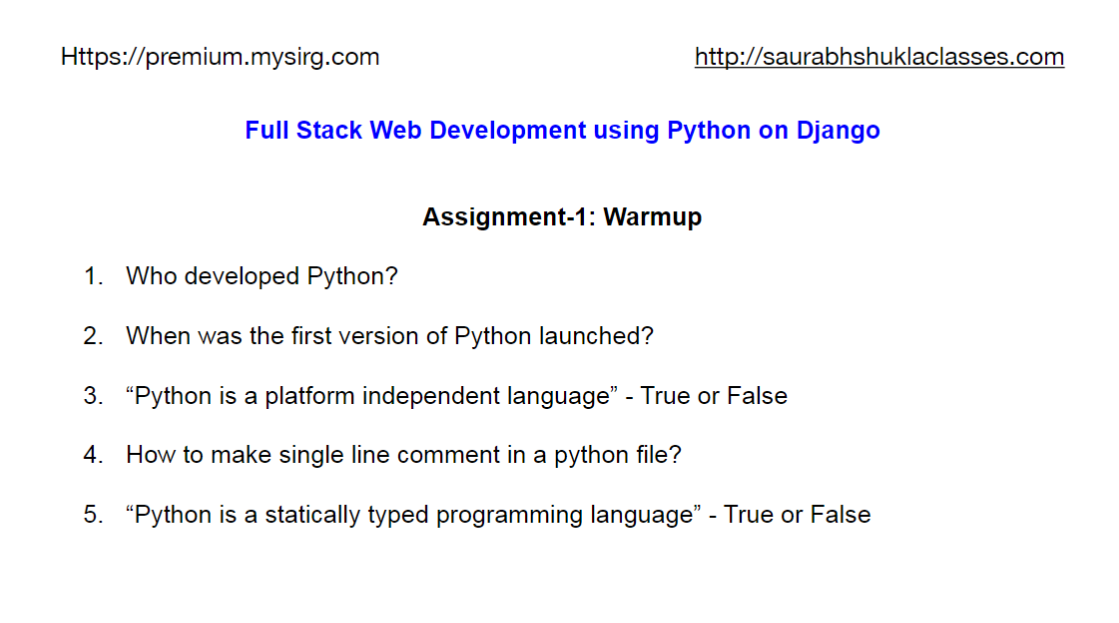 Https://premium.mysirg.com http://saurabhshuklaclasses.com
Full Stack Web Development using Python on Django
Assignment-1: Warmup
1. Who developed Python?
2. When was the first version of Python launched?
3. “Python is a platform independent language” - True or False
4. How to make single line comment in a python file?
5. “Python is a statically typed programming language” - True or False